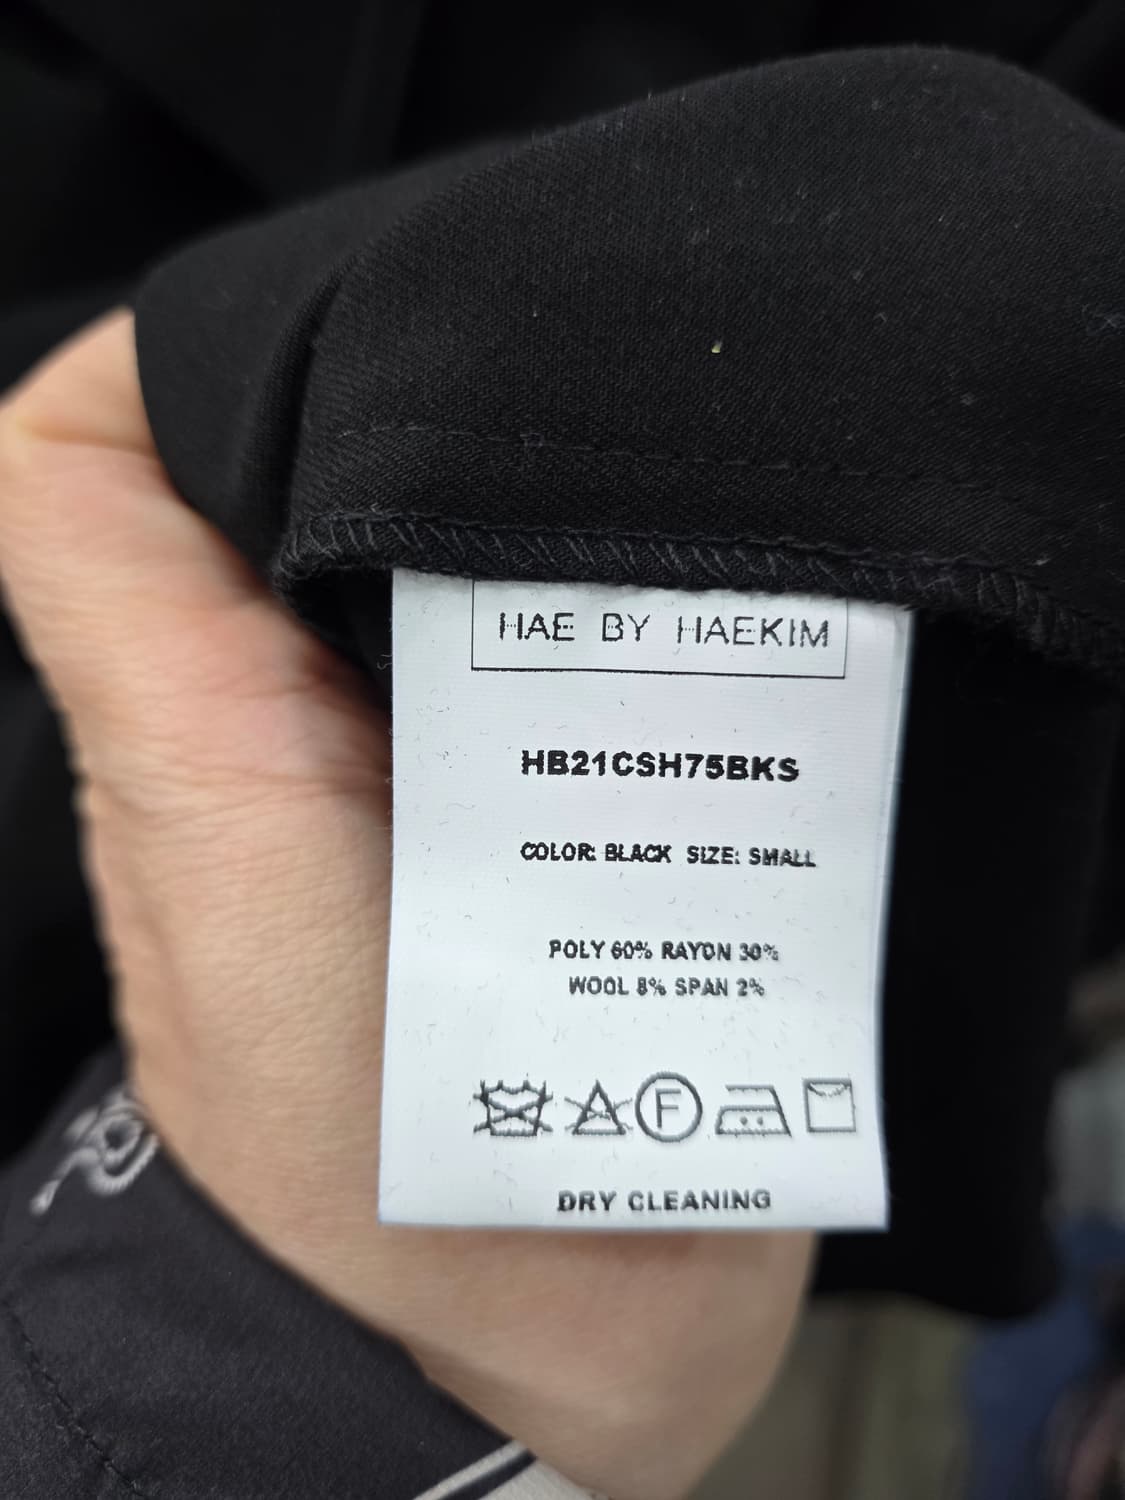 HAE BY HAEKIM
HB21CSH75BKS
COLOR: BLACK SIZE: SMALL
POLY 60% RAYON 30%
WOOL 8% SPAN 2%
F
DRY CLEANING